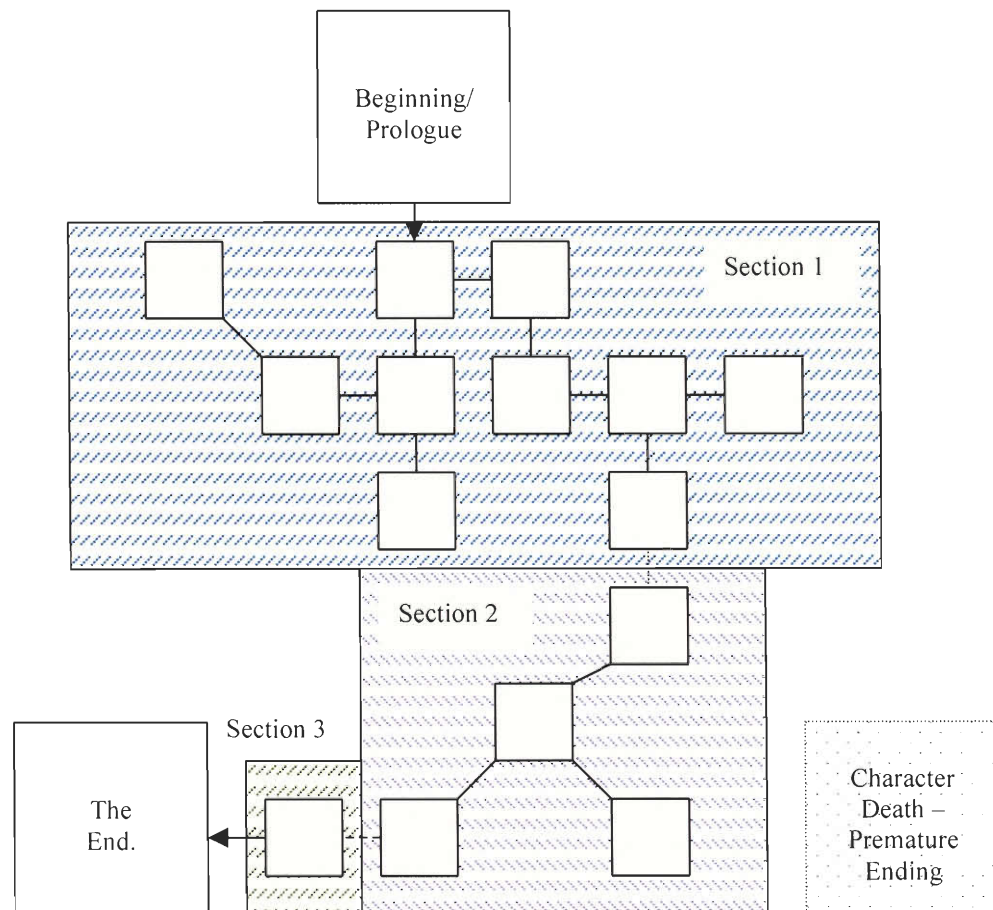 Beginning/
Prologue
Section 1
Section 2
Section 3
The
End.
Character
Death –
Premature
Ending